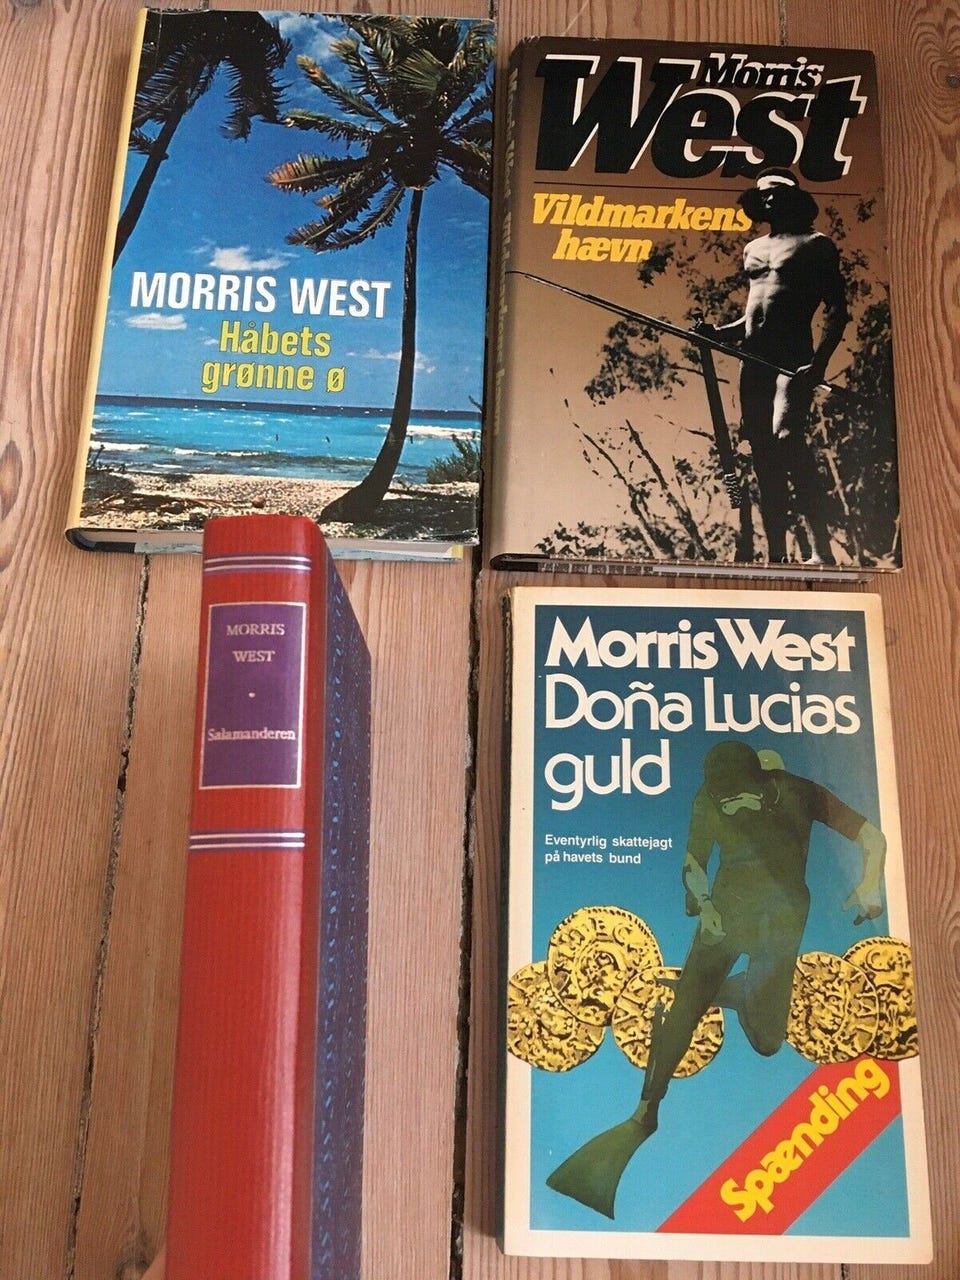 MORRIS WEST
Håbets
grønne ø
Morris
West
Vildmarkens
hævn
MORRIS
WEST
Salamanderen
Morris West
Doña Lucias
guld
Eventyrlig skattejagt
på havets bund
Spænding